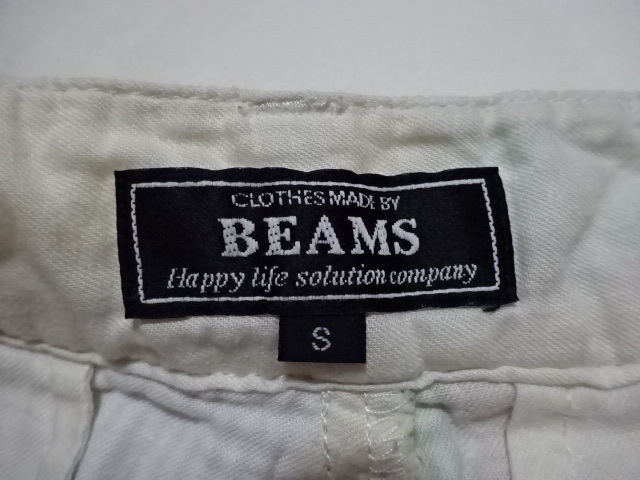 CLOTHES MADE BY
BEAMS
Happy life solution company
S